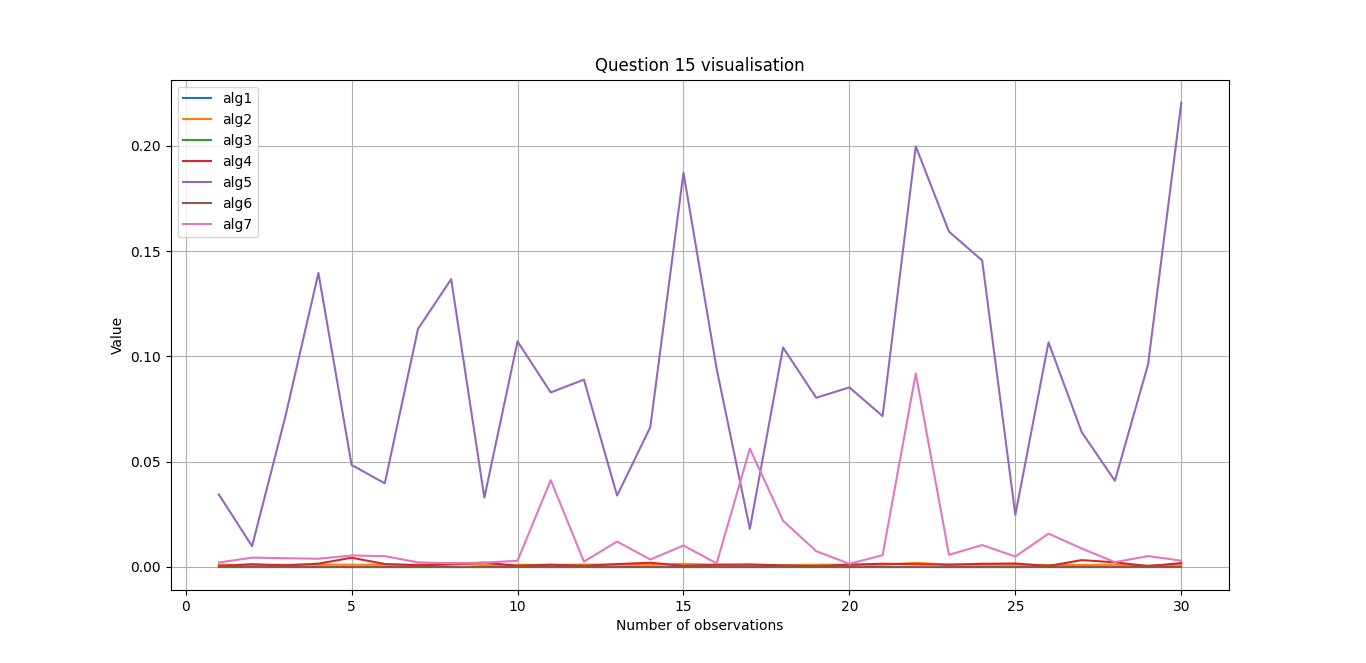 Question 15 visualisation
alg1
alg2
alg3
alg4
alg5
alg6
alg7
Value
0.20
0.15
0.10
0.05
0.00
0 5 10 15 20 25 30
Number of observations